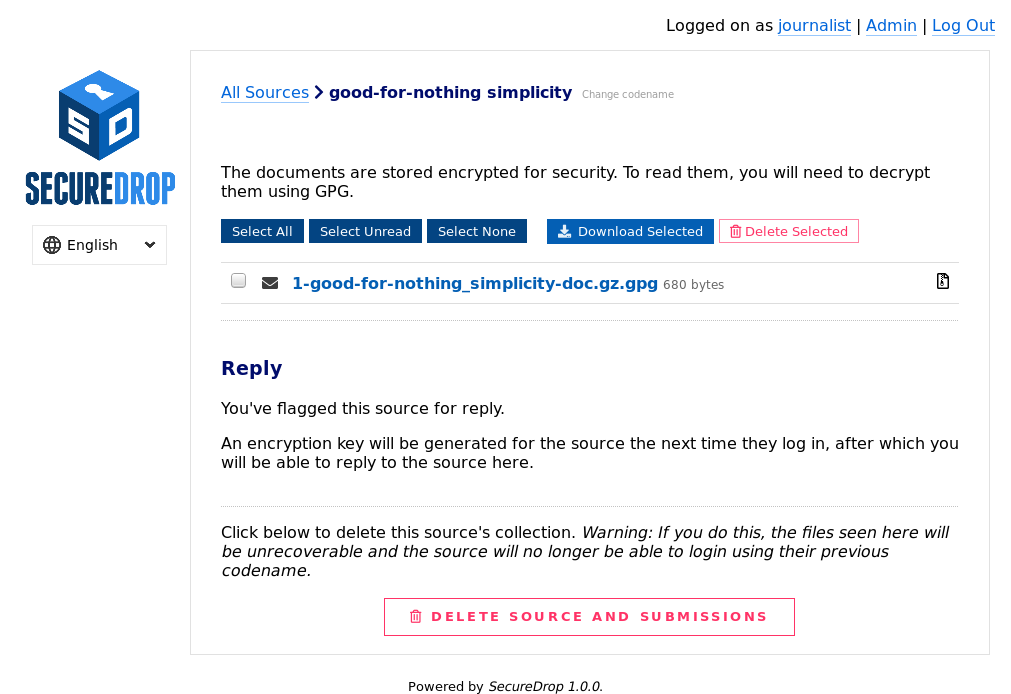 Logged on as journalist | Admin | Log Out
SECUREDROP
English
All Sources > good-for-nothing simplicity Change codename
The documents are stored encrypted for security. To read them, you will need to decrypt
them using GPG.
Select All Select Unread Select None Download Selected Delete Selected
1-good-for-nothing_simplicity-doc.gz.gpg 680 bytes
Reply
You've flagged this source for reply.
An encryption key will be generated for the source the next time they log in, after which you
will be able to reply to the source here.
Click below to delete this source's collection. Warning: If you do this, the files seen here will
be unrecoverable and the source will no longer be able to login using their previous
codename.
DELETE SOURCE AND SUBMISSIONS
Powered by SecureDrop 1.0.0.